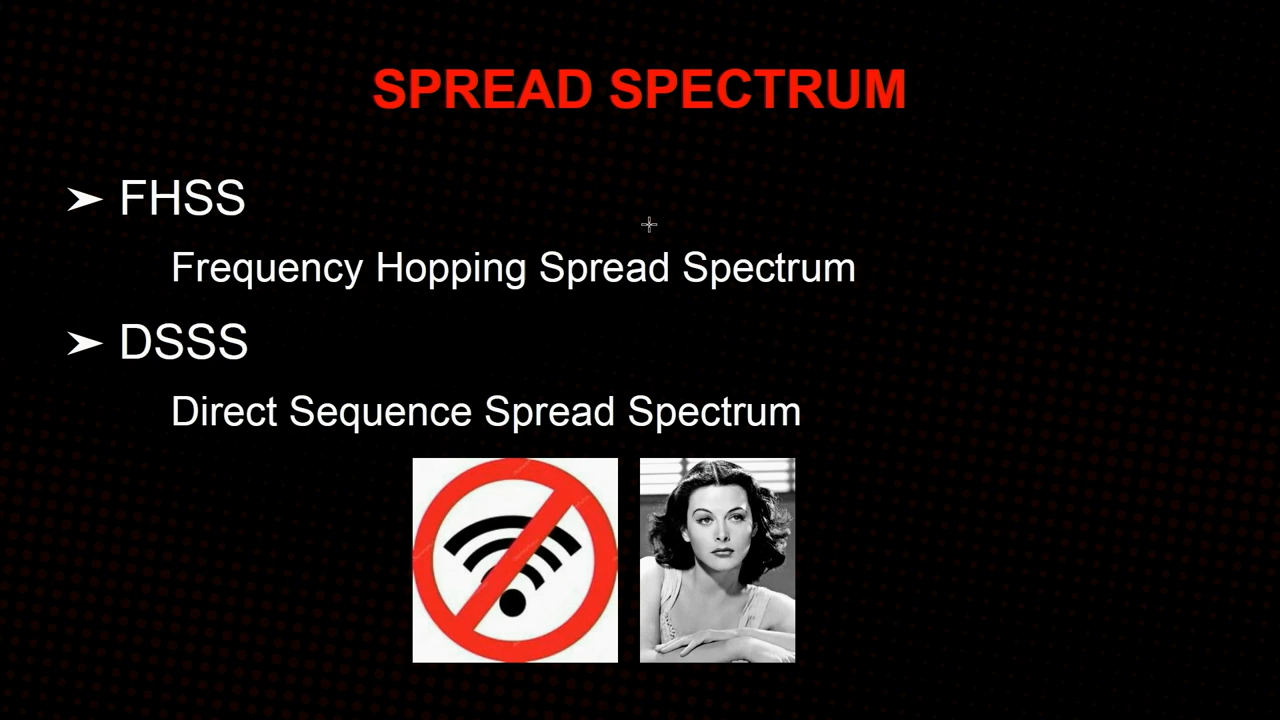 SPREAD SPECTRUM
➤ FHSS
Frequency Hopping Spread Spectrum
➤ DSSS
Direct Sequence Spread Spectrum